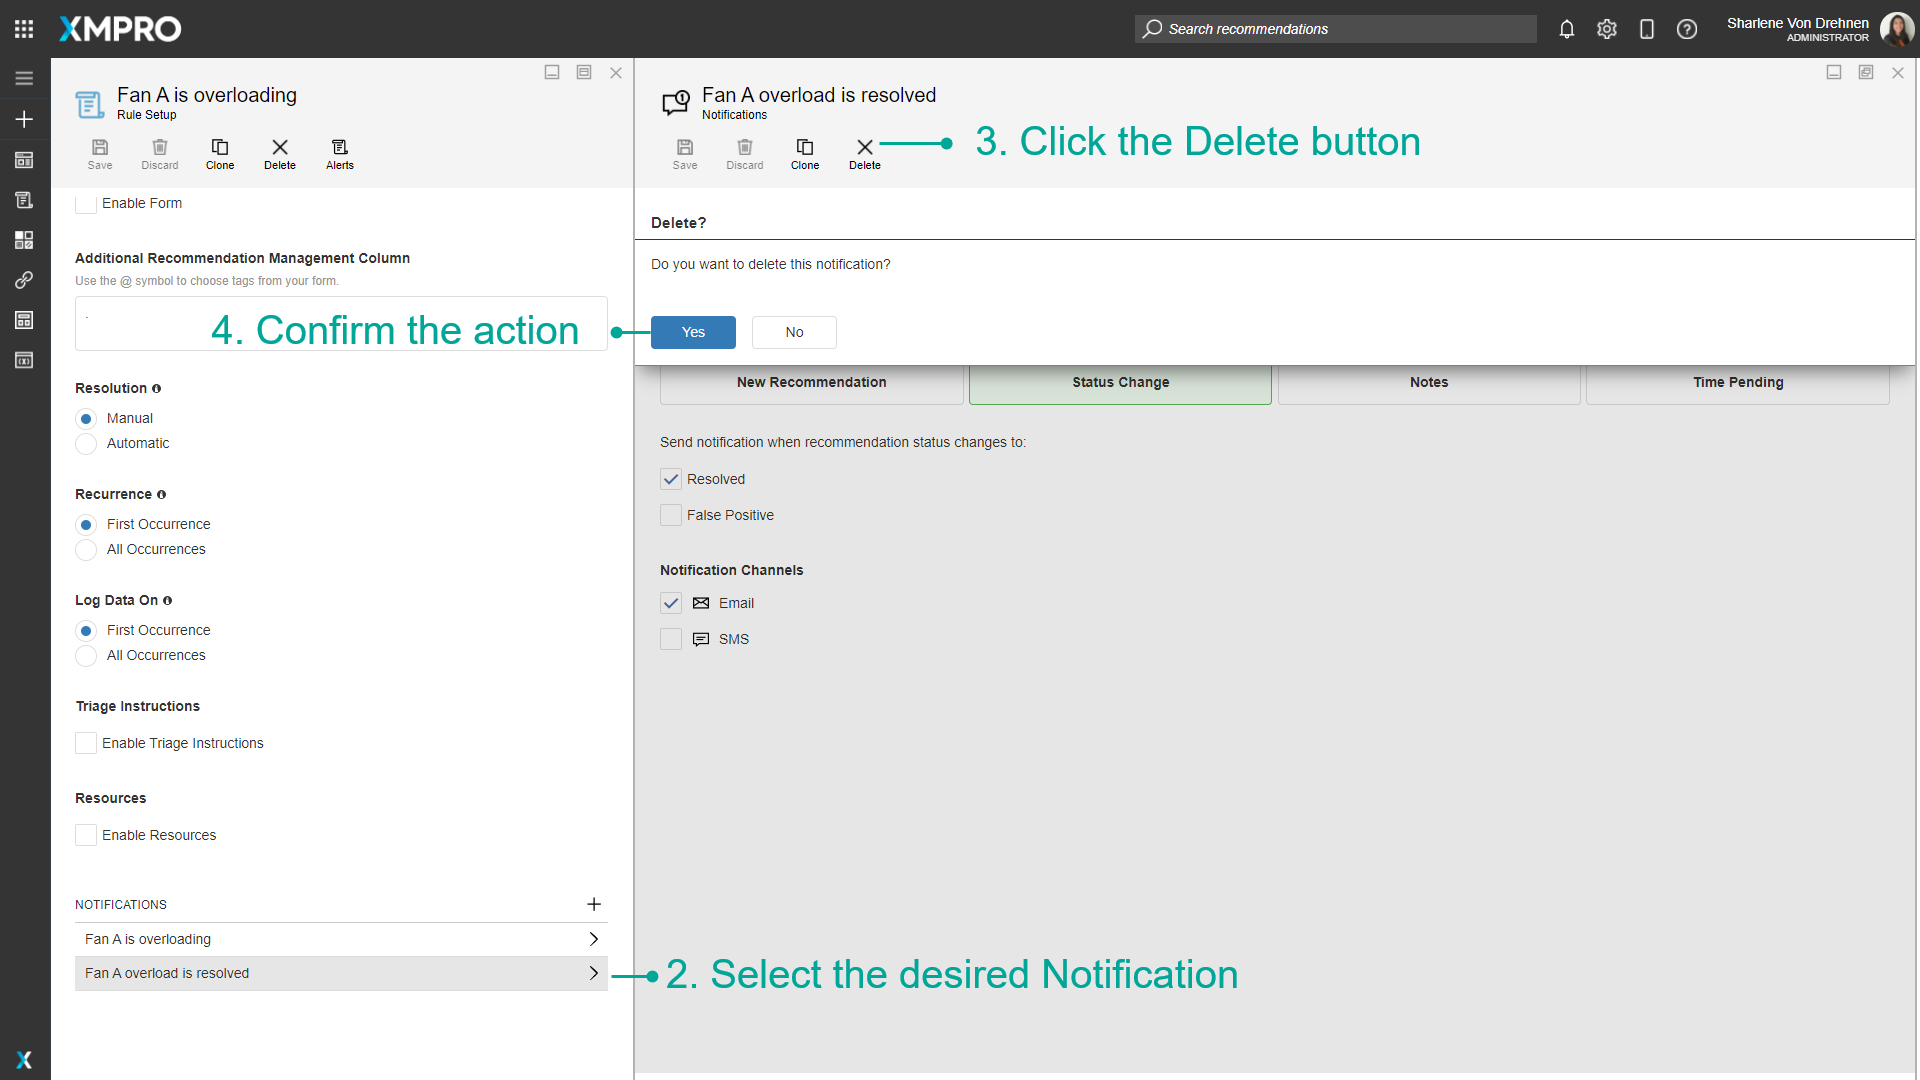 XMPRO
Search recommendations
Sharlene Von Drehnen
ADMINISTRATOR
Fan A is overloading
Rule Setup
Save
Discard
Clone
Delete
Alerts
Enable Form
Additional Recommendation Management Column
Use the @ symbol to choose tags from your form.
.
4. Confirm the action
Resolution
Manual
Automatic
Recurrence
First Occurrence
All Occurrences
Log Data On
First Occurrence
All Occurrences
Triage Instructions
Enable Triage Instructions
Resources
Enable Resources
NOTIFICATIONS
Fan A is overloading
Fan A overload is resolved
Fan A overload is resolved
Notifications
Save
Discard
Clone
Delete
3. Click the Delete button
Delete?
Do you want to delete this notification?
Yes
No
New Recommendation
Status Change
Notes
Time Pending
Send notification when recommendation status changes to:
Resolved
False Positive
Notification Channels
Email
SMS
2. Select the desired Notification